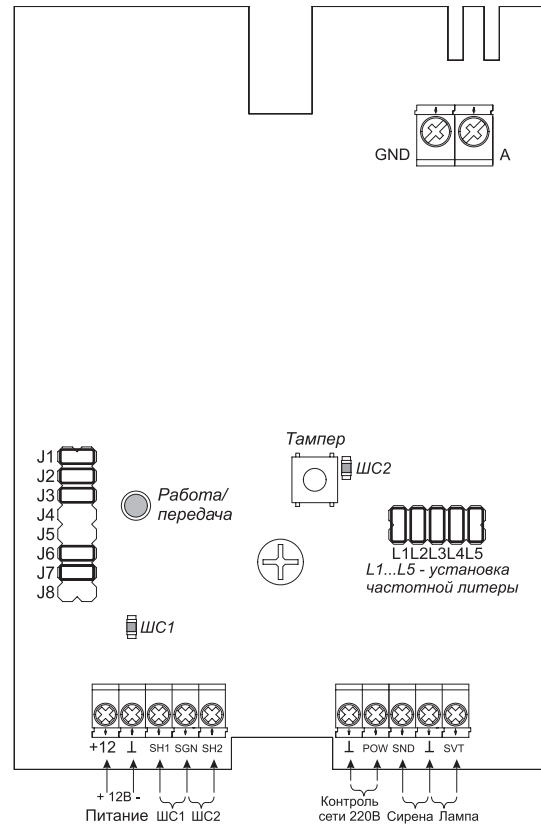 GND A
Тампер
ШС2
J1
J2
J3
J4
J5
J6
J7
J8
Работа/
передача
L1L2L3L4L5
L1...L5 - установка
частотной литеры
ШС1
+12 ⊥ SH1 SGN SH2
⊥ POW SND ⊥ SVT
+ 12В -
Питание ШС1 ШС2
Контроль
сети 220В Сирена Лампа